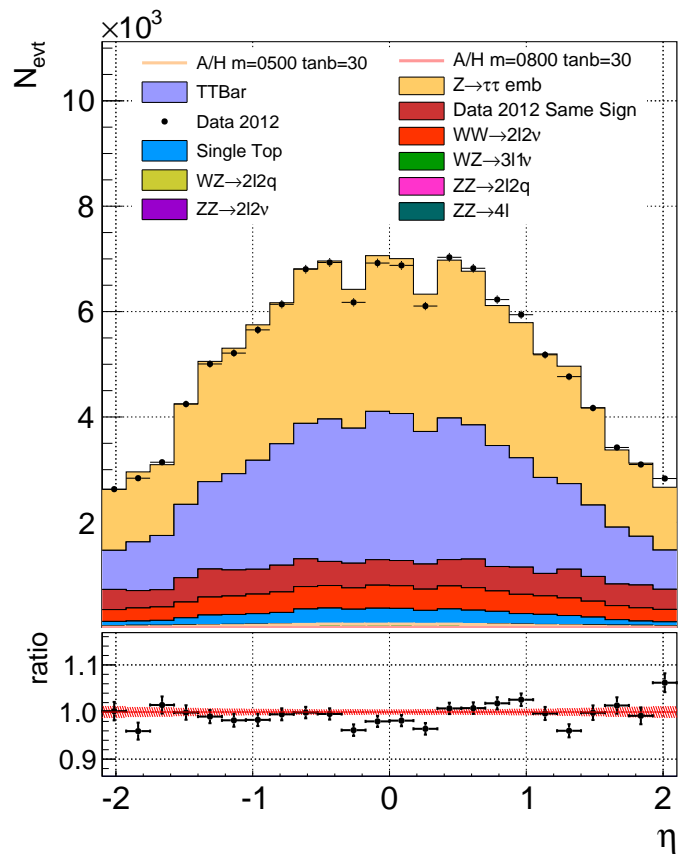 ×10³
N_evt
A/H m=0500 tanb=30
A/H m=0800 tanb=30
TTBar
Z→ττ emb
Data 2012
Data 2012 Same Sign
Single Top
WW→2l2ν
WZ→2l2q
WZ→3l1ν
ZZ→2l2ν
ZZ→2l2q
ZZ→4l
10
8
6
4
2
ratio
1.1
1.0
0.9
-2
-1
0
1
2
η